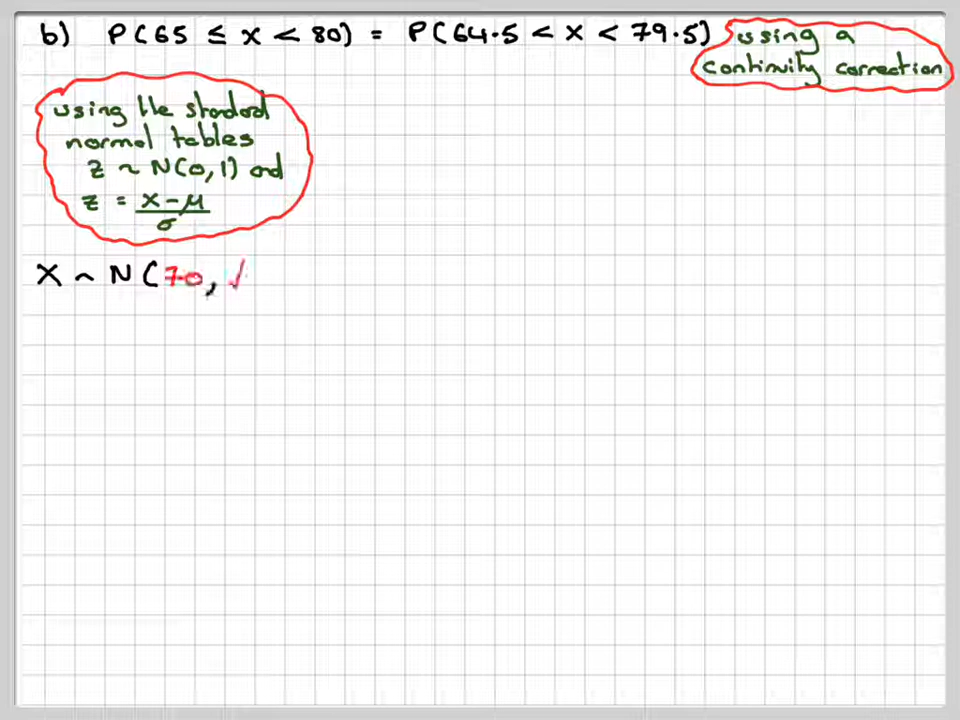 b) P(65 ≤ x < 80) = P(64.5 < x < 79.5)
using a
continuity correction
using the standard
normal tables
z ~ N(0,1) and
z = x-μ/σ
X ~ N(70, √